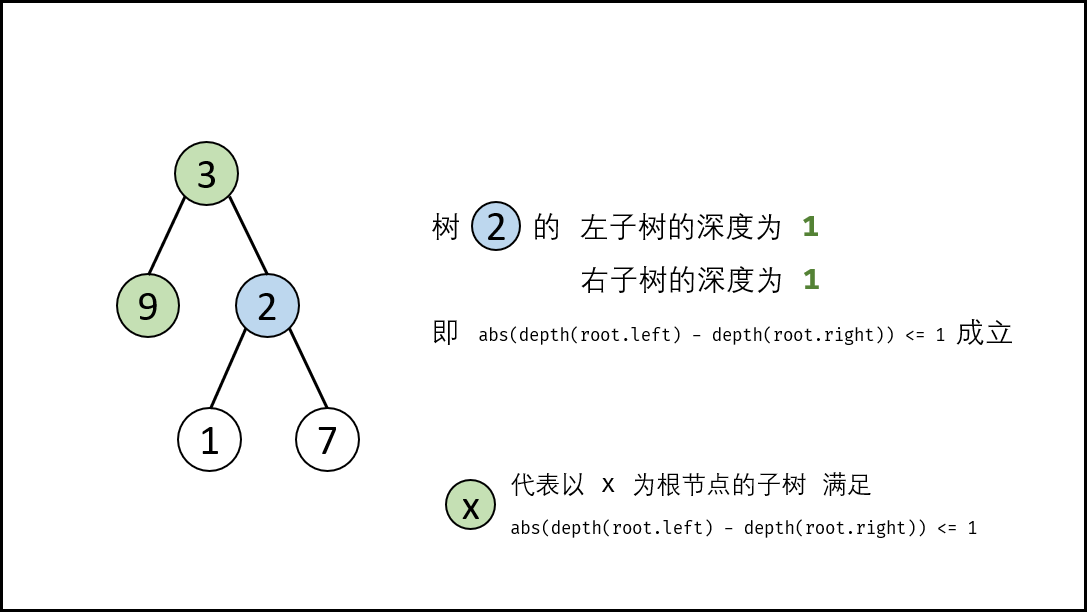 3
9 2
1 7
树 2 的 左子树的深度为 1
右子树的深度为 1
即 abs(depth(root.left) - depth(root.right)) <= 1 成立
x 代表以 x 为根节点的子树 满足
abs(depth(root.left) - depth(root.right)) <= 1